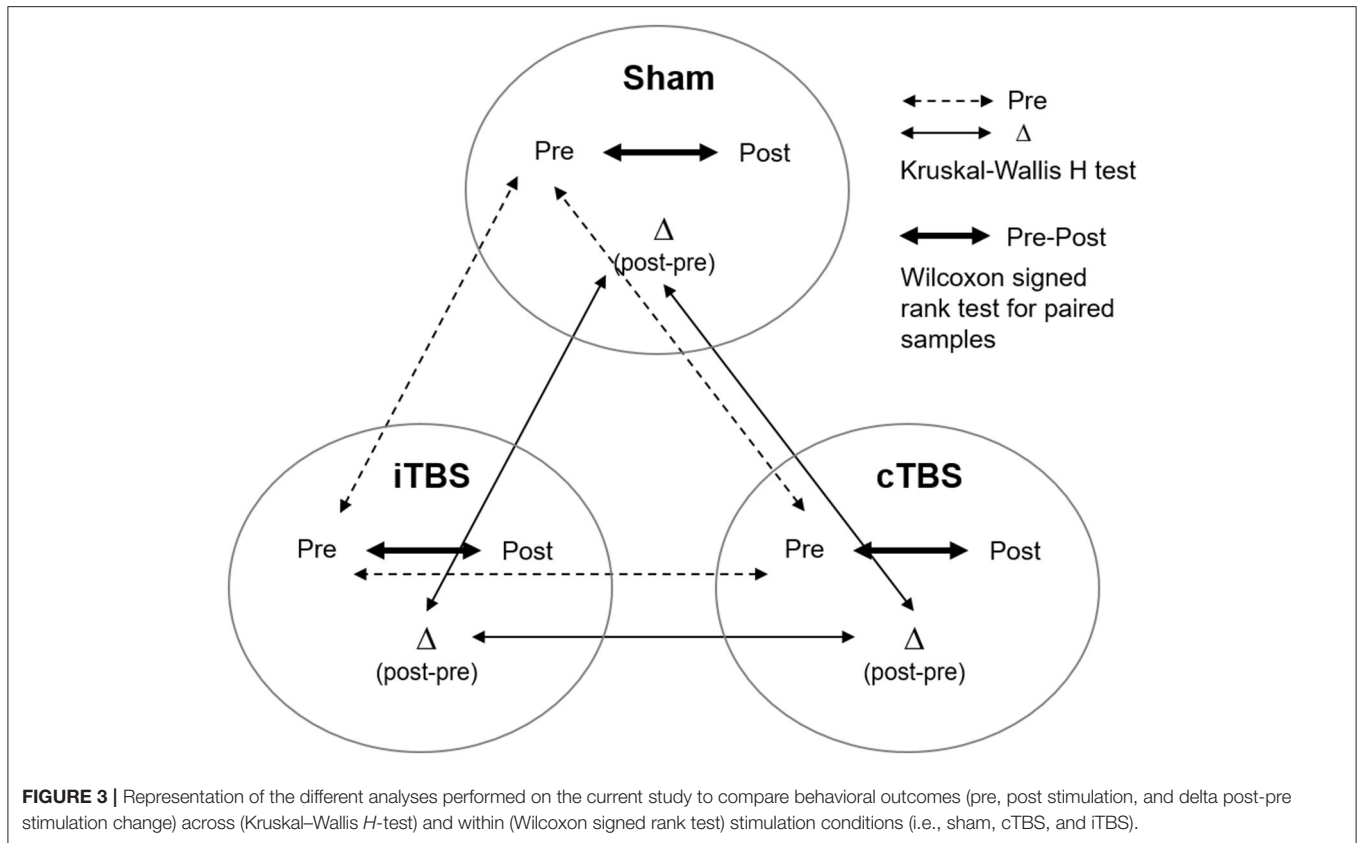 Sham
Pre Post
Δ
(post-pre)
Pre
Δ
Kruskal-Wallis H test
Pre-Post
Wilcoxon signed
rank test for paired
samples
iTBS
Pre Post
Δ
(post-pre)
cTBS
Pre Post
Δ
(post-pre)
FIGURE 3 | Representation of the different analyses performed on the current study to compare behavioral outcomes (pre, post stimulation, and delta post-pre
stimulation change) across (Kruskal–Wallis H-test) and within (Wilcoxon signed rank test) stimulation conditions (i.e., sham, cTBS, and iTBS).